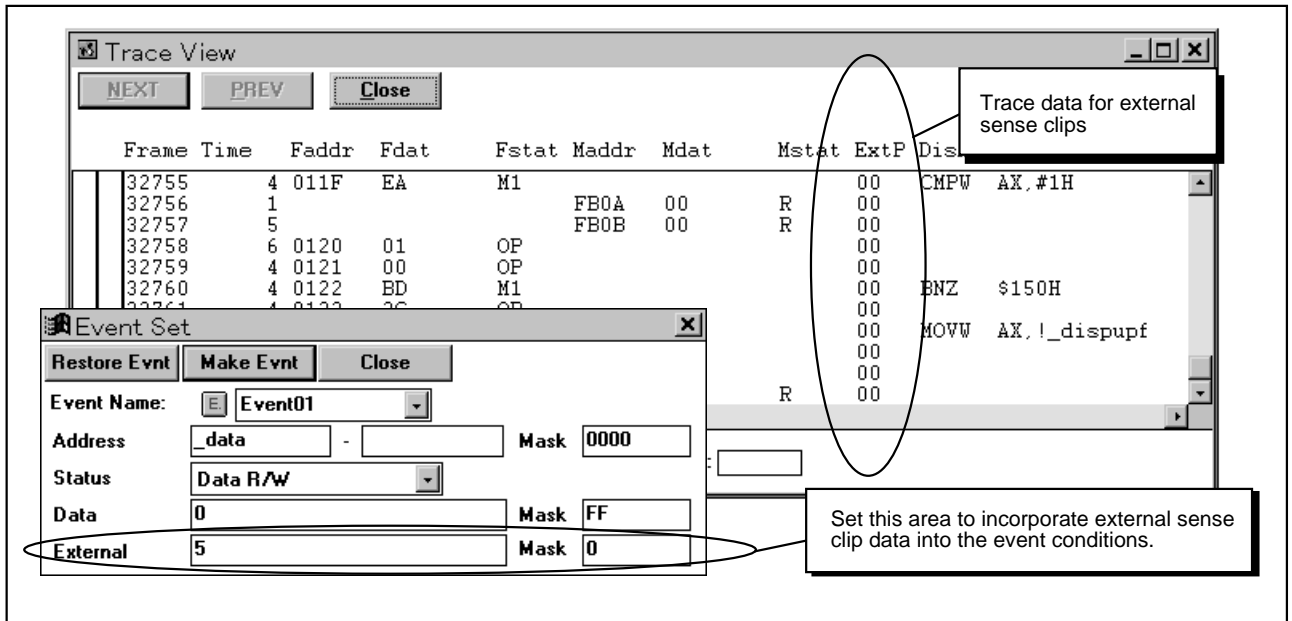 Trace View
NEXT PREV Close
Trace data for external
sense clips
Frame Time Faddr Fdat Fstat Maddr Mdat Mstat ExtP Dis
32755 4 011F EA M1 00 CMPW AX,#1H
32756 1 FB0A 00 R 00
32757 5 FB0B 00 R 00
32758 6 0120 01 OP 00
32759 4 0121 00 OP 00
32760 4 0122 BD M1 00 BNZ $150H
00
00 MOVW AX,!_dispupf
00
00
R 00
Event Set
Restore Evnt Make Evnt Close
Event Name: E. Event01
Address _data - Mask 0000
Status Data R/W
Data 0 Mask FF
External 5 Mask 0
Set this area to incorporate external sense
clip data into the event conditions.